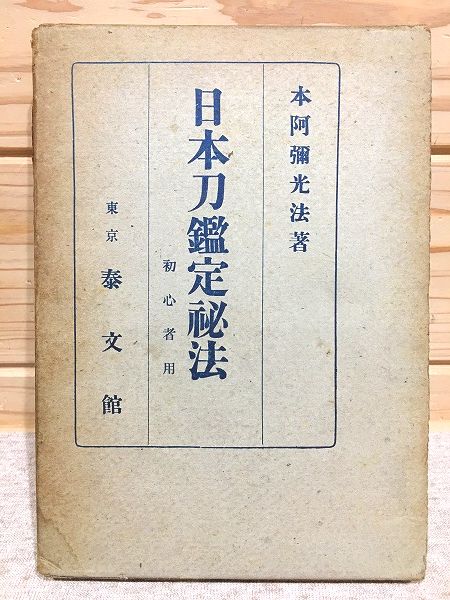 本阿彌光法著
日本刀鑑定祕法
初心者用
東京 泰文館